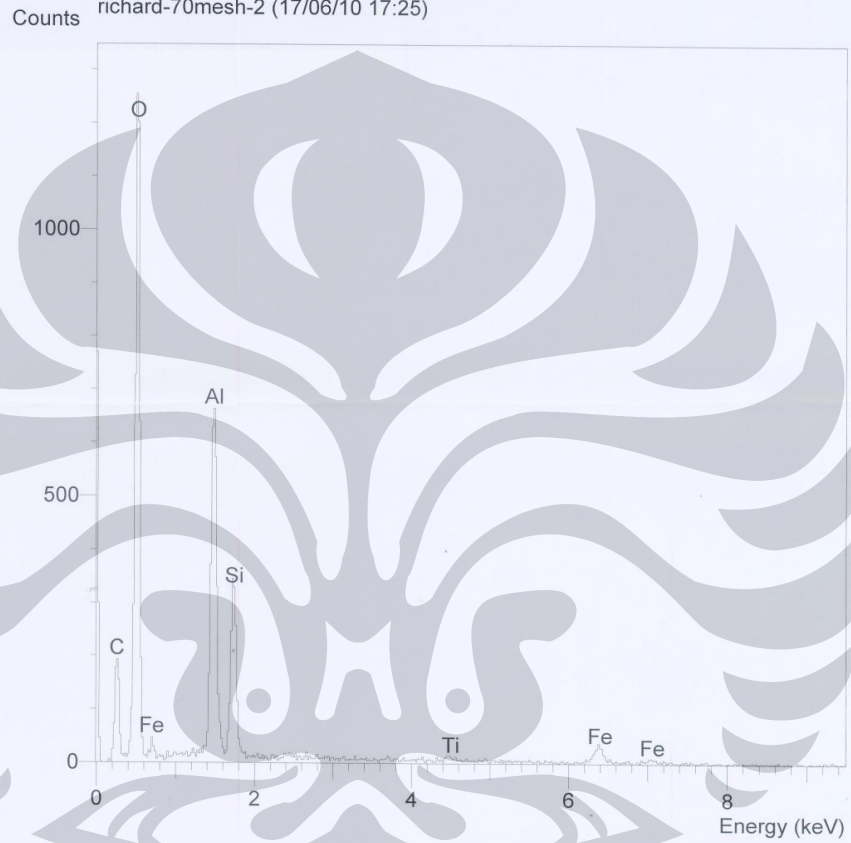 richard-70mesh-2 (17/06/10 17:25)
Counts
O
1000
Al
500
Si
C
Fe
Ti
Fe
Fe
0
0
2
4
6
8
Energy (keV)